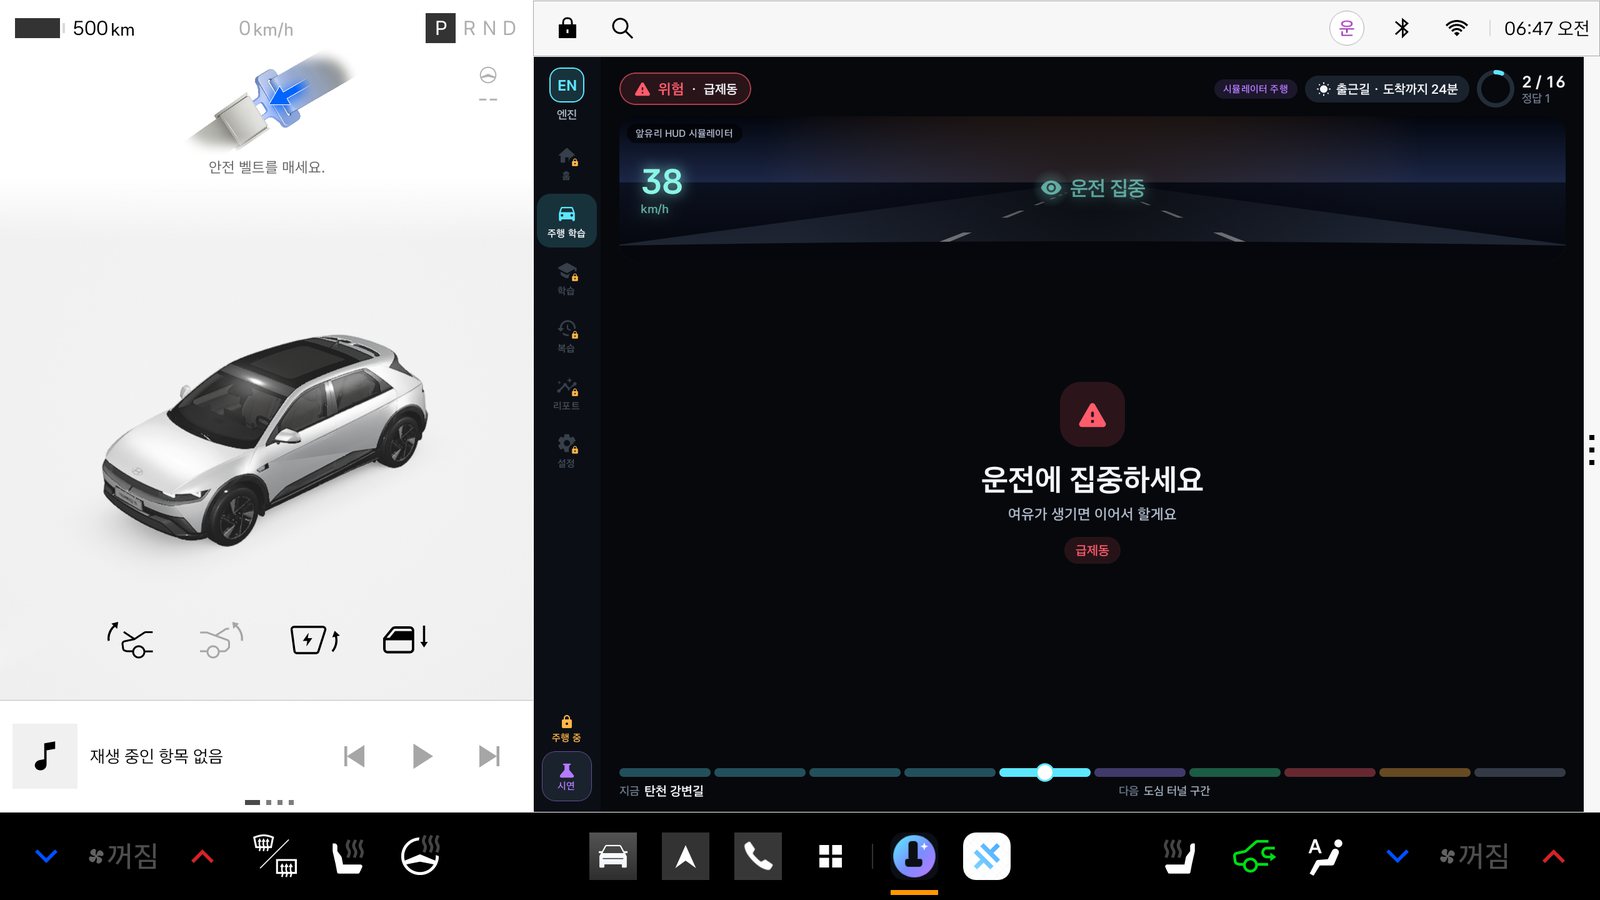 500 km
0 km/h
P R N D
안전 벨트를 매세요.
--
재생 중인 항목 없음
운
06:47 오전
EN
엔진
홈
주행 학습
학습
복습
리포트
설정
주행 중
시연
위험 · 급제동
시뮬레이터 주행
출근길 · 도착까지 24분
2 / 16
정답 1
앞유리 HUD 시뮬레이터
38
km/h
운전 집중
운전에 집중하세요
여유가 생기면 이어서 할게요
급제동
지금 탄천 강변길
다음 도심 터널 구간
꺼짐
A
꺼짐